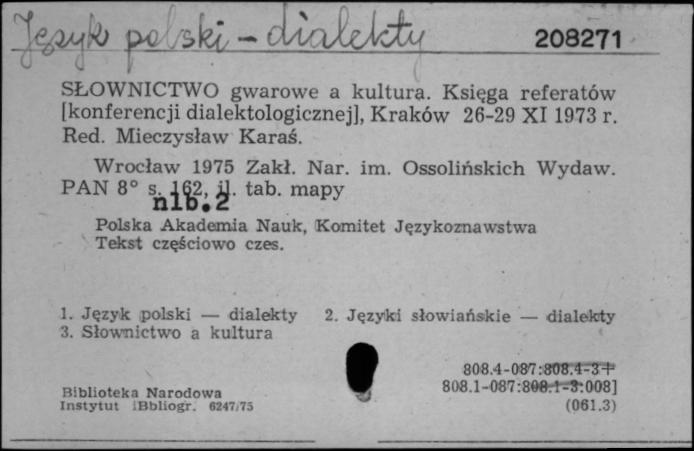 Język polski - dialekty
208271
SŁOWNICTWO gwarowe a kultura. Księga referatów
[konferencji dialektologicznej], Kraków 26-29 XI 1973 r.
Red. Mieczysław Karaś.
Wrocław 1975 Zakł. Nar. im. Ossolińskich Wydaw.
PAN 8° s. 162, il. tab. mapy
nlb.2
Polska Akademia Nauk, Komitet Językoznawstwa
Tekst częściowo czes.
1. Język polski — dialekty 2. Języki słowiańskie — dialekty
3. Słownictwo a kultura
808.4-087:808.4-3+
808.1-087:808.1-3:008]
(061.3)
Biblioteka Narodowa
Instytut Bbliogr. 6247/75